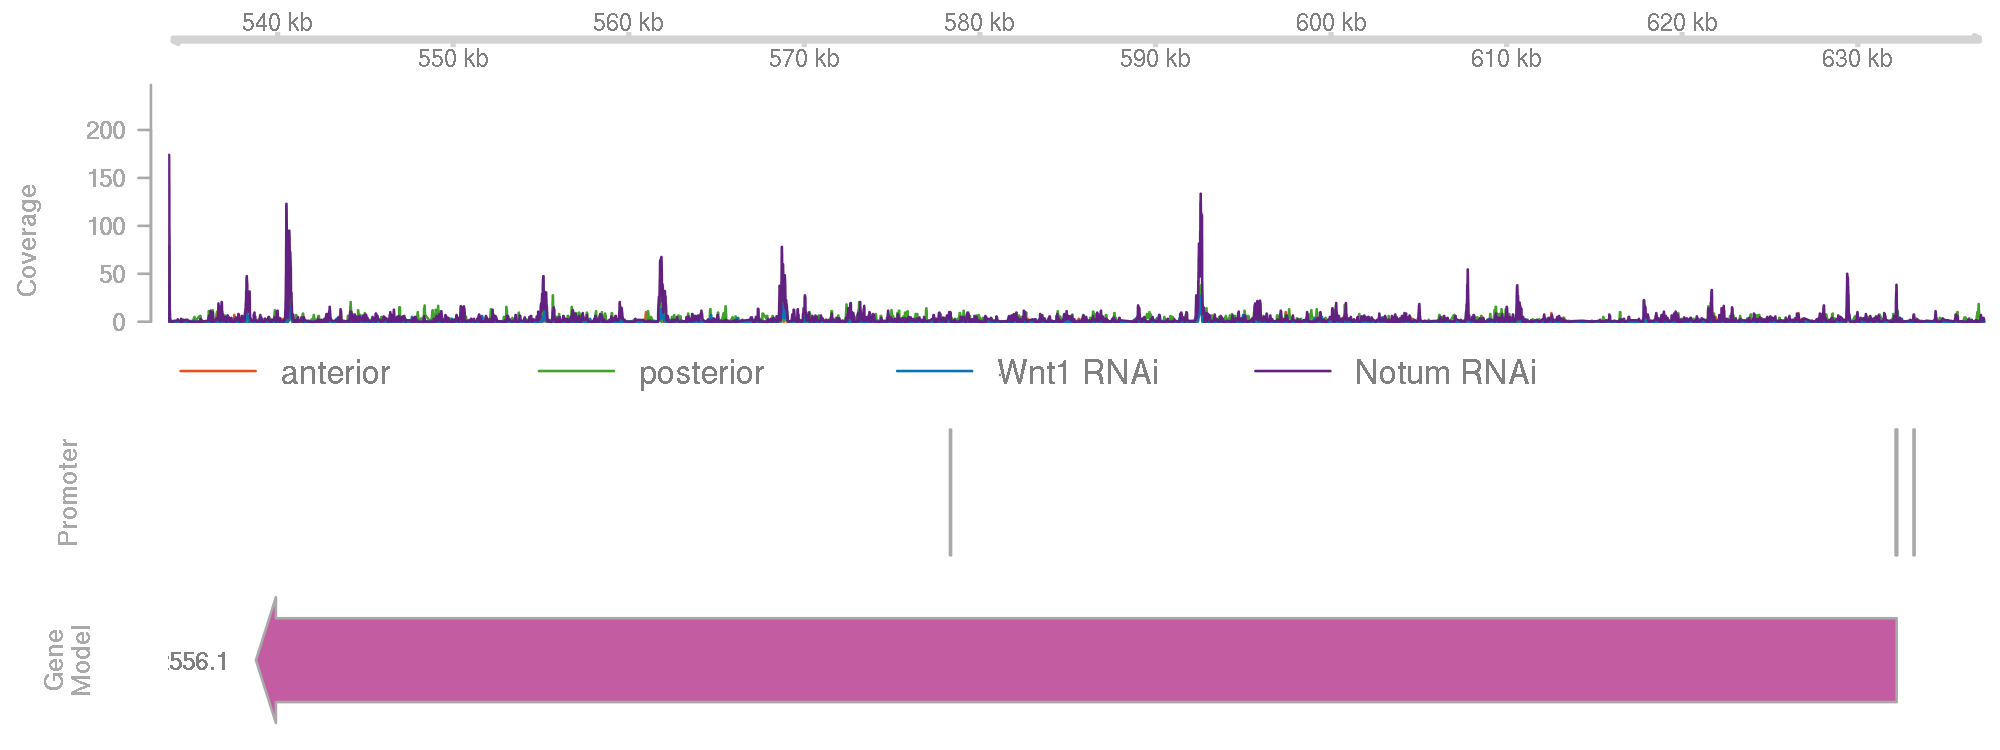 540 kb 560 kb 580 kb 600 kb 620 kb
550 kb 570 kb 590 kb 610 kb 630 kb
Coverage
200
150
100
50
0
anterior posterior Wnt1 RNAi Notum RNAi
Promoter
Gene
Model
556.1